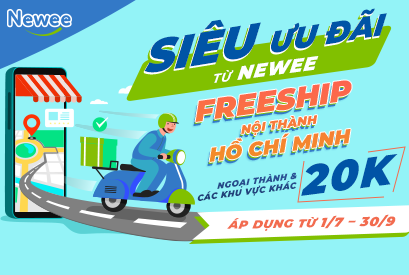 Newee
SIÊU ƯU ĐÃI
TỪ NEWEE
FREESHIP
NỘI THÀNH
HỒ CHÍ MINH
NGOẠI THÀNH &
CÁC KHU VỰC KHÁC
20K
ÁP DỤNG TỪ 1/7 – 30/9